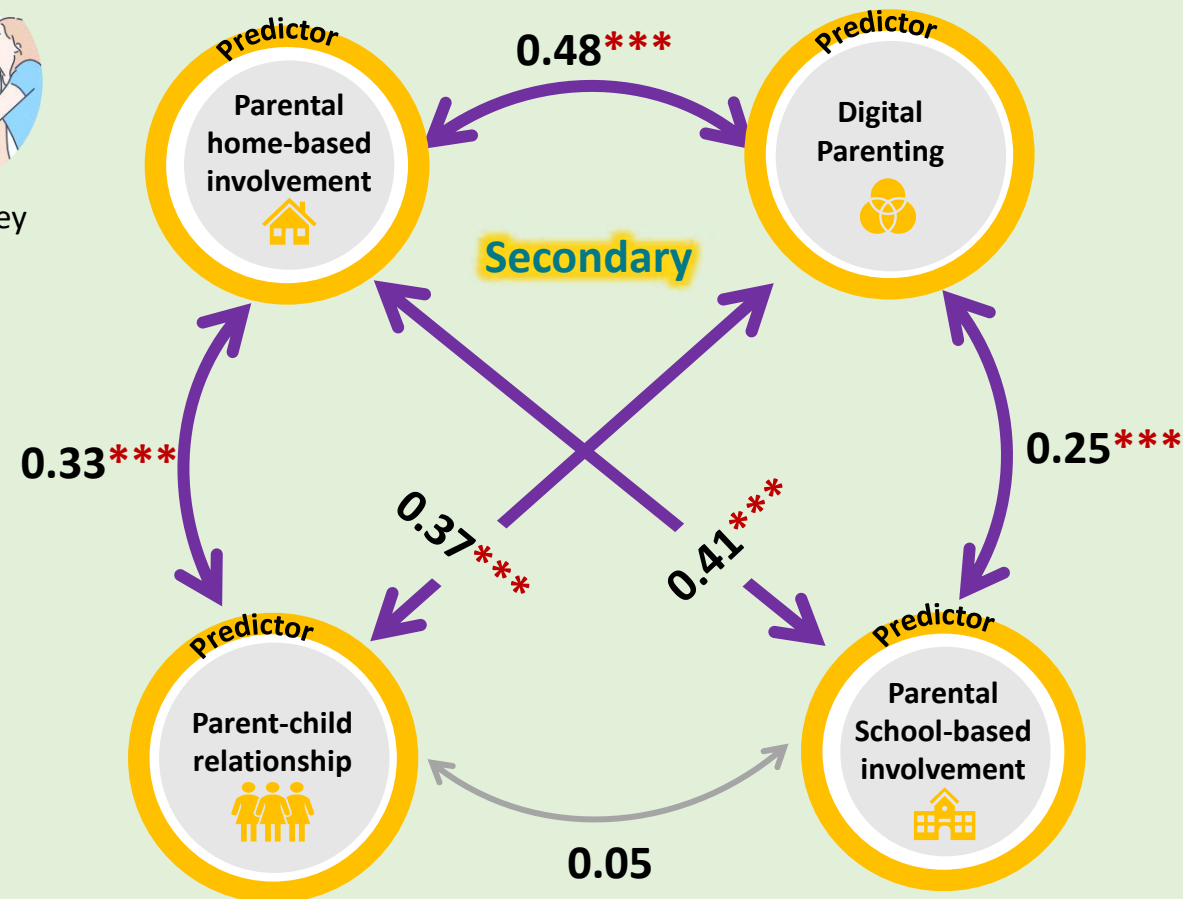 Predictor
Parental
home-based
involvement
0.48***
Predictor
Digital
Parenting
ey
Secondary
0.33***
0.25***
0.37***
0.41***
Predictor
Parent-child
relationship
Predictor
Parental
School-based
involvement
0.05